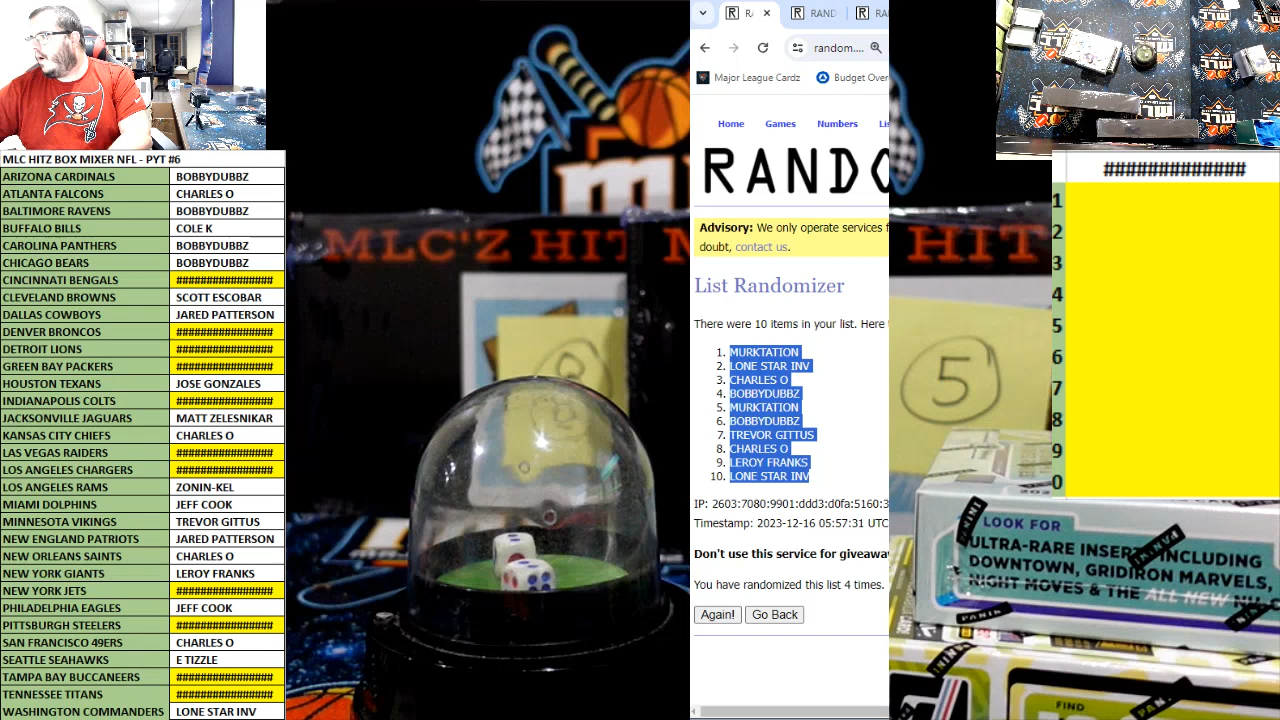 MLC HITZ BOX MIXER NFL - PYT #6
ARIZONA CARDINALS BOBBYDUBBZ
ATLANTA FALCONS CHARLES O
BALTIMORE RAVENS BOBBYDUBBZ
BUFFALO BILLS COLE K
CAROLINA PANTHERS BOBBYDUBBZ
CHICAGO BEARS BOBBYDUBBZ
CINCINNATI BENGALS ################
CLEVELAND BROWNS SCOTT ESCOBAR
DALLAS COWBOYS JARED PATTERSON
DENVER BRONCOS ################
DETROIT LIONS ################
GREEN BAY PACKERS ################
HOUSTON TEXANS JOSE GONZALES
INDIANAPOLIS COLTS ################
JACKSONVILLE JAGUARS MATT ZELESNIKAR
KANSAS CITY CHIEFS CHARLES O
LAS VEGAS RAIDERS ################
LOS ANGELES CHARGERS ################
LOS ANGELES RAMS ZONIN-KEL
MIAMI DOLPHINS JEFF COOK
MINNESOTA VIKINGS TREVOR GITTUS
NEW ENGLAND PATRIOTS JARED PATTERSON
NEW ORLEANS SAINTS CHARLES O
NEW YORK GIANTS LEROY FRANKS
NEW YORK JETS ################
PHILADELPHIA EAGLES JEFF COOK
PITTSBURGH STEELERS ################
SAN FRANCISCO 49ERS CHARLES O
SEATTLE SEAHAWKS E TIZZLE
TAMPA BAY BUCCANEERS ################
TENNESSEE TITANS ################
WASHINGTON COMMANDERS LONE STAR INV
MLC'Z HIT M
random....
Major League Cardz Budget Over
Home Games Numbers Lis
RANDO
Advisory: We only operate services f
doubt, contact us.
List Randomizer
There were 10 items in your list. Here
1. MURKTATION
2. LONE STAR INV
3. CHARLES O
4. BOBBYDUBBZ
5. MURKTATION
6. BOBBYDUBBZ
7. TREVOR GITTUS
8. CHARLES O
9. LEROY FRANKS
10. LONE STAR INV
IP: 2603:7080:9901:ddd3:d0fa:5160:3
Timestamp: 2023-12-16 05:57:31 UTC
Don't use this service for giveaway
You have randomized this list 4 times.
Again! Go Back
HIT
5
#############
1
2
3
4
5
6
7
8
9
0
LOOK FOR
ULTRA-RARE INSERTS INCLUDING
DOWNTOWN, GRIDIRON MARVELS,
NIGHT MOVES & THE ALL NEW
PANINI
FIND